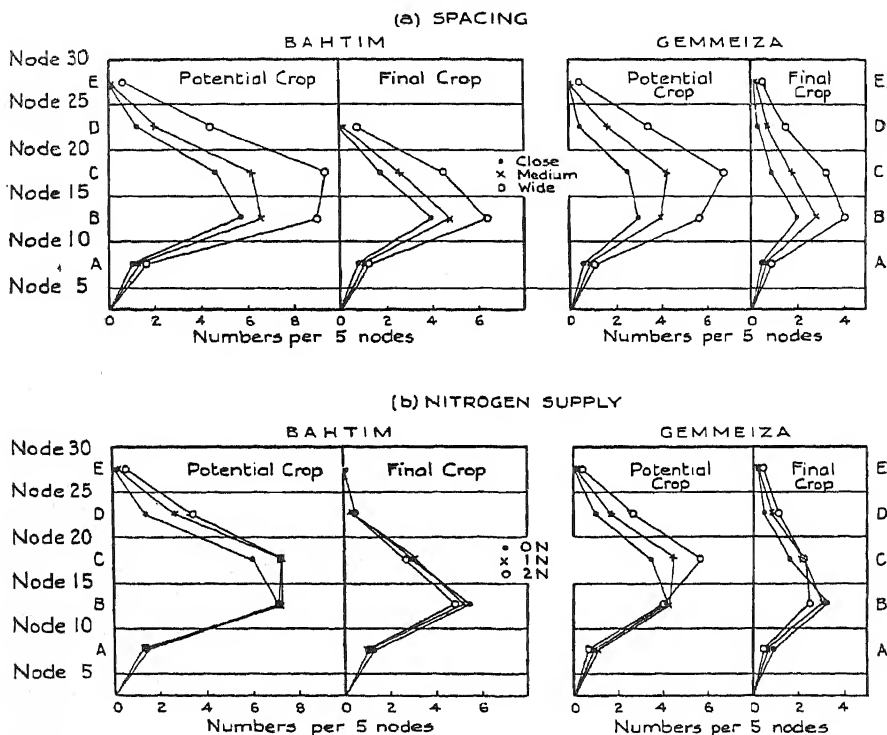 (a) SPACING
BAHTIM GEMMEIZA
Node 30
E Potential Crop Final Crop Potential Crop Final Crop E
Node 25
D D
Node 20
C • Close C
× Medium
Node 15 ○ Wide
B B
Node 10
A A
Node 5
0 2 4 6 8 0 2 4 6 0 2 4 6 0 2 4
Numbers per 5 nodes Numbers per 5 nodes
(b) NITROGEN SUPPLY
BAHTIM GEMMEIZA
Node 30
E Potential Crop Final Crop Potential Crop Final Crop E
Node 25
D D
Node 20
C • 0N C
× 1N
Node 15 ○ 2N
B B
Node 10
A A
Node 5
0 2 4 6 8 0 2 4 6 0 2 4 6 0 2 4
Numbers per 5 nodes Numbers per 5 nodes